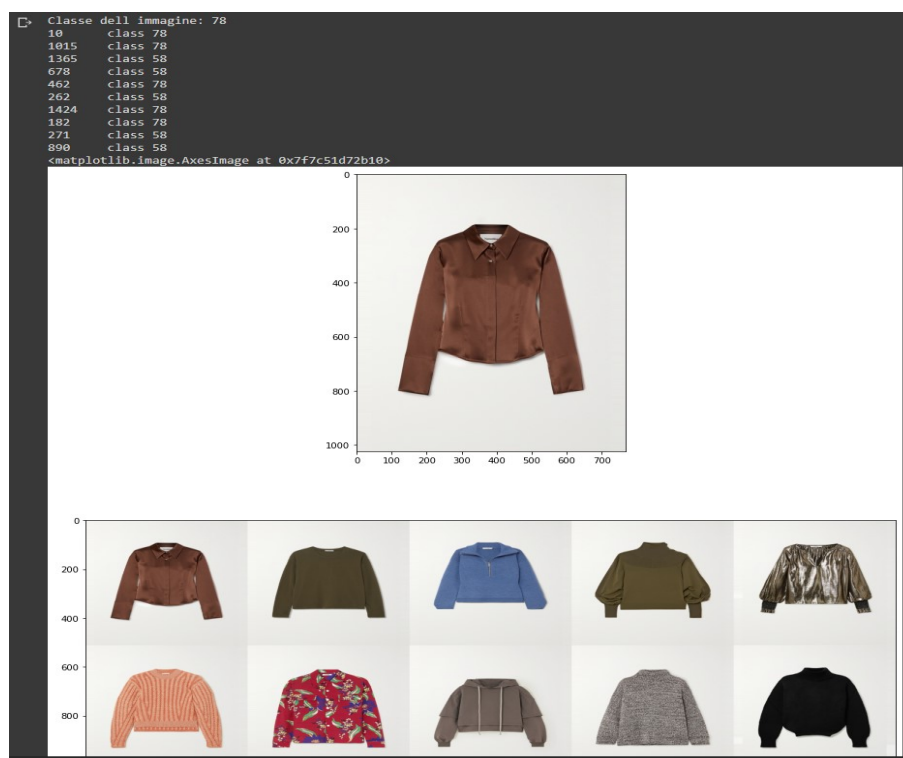 Classe dell immagine: 78
10 class 78
1015 class 78
1365 class 58
678 class 58
462 class 78
262 class 58
1424 class 78
182 class 78
271 class 58
890 class 58
<matplotlib.image.AxesImage at 0x7f7c51d72b10>
0
200
400
600
800
1000
0 100 200 300 400 500 600 700
0
200
400
600
800